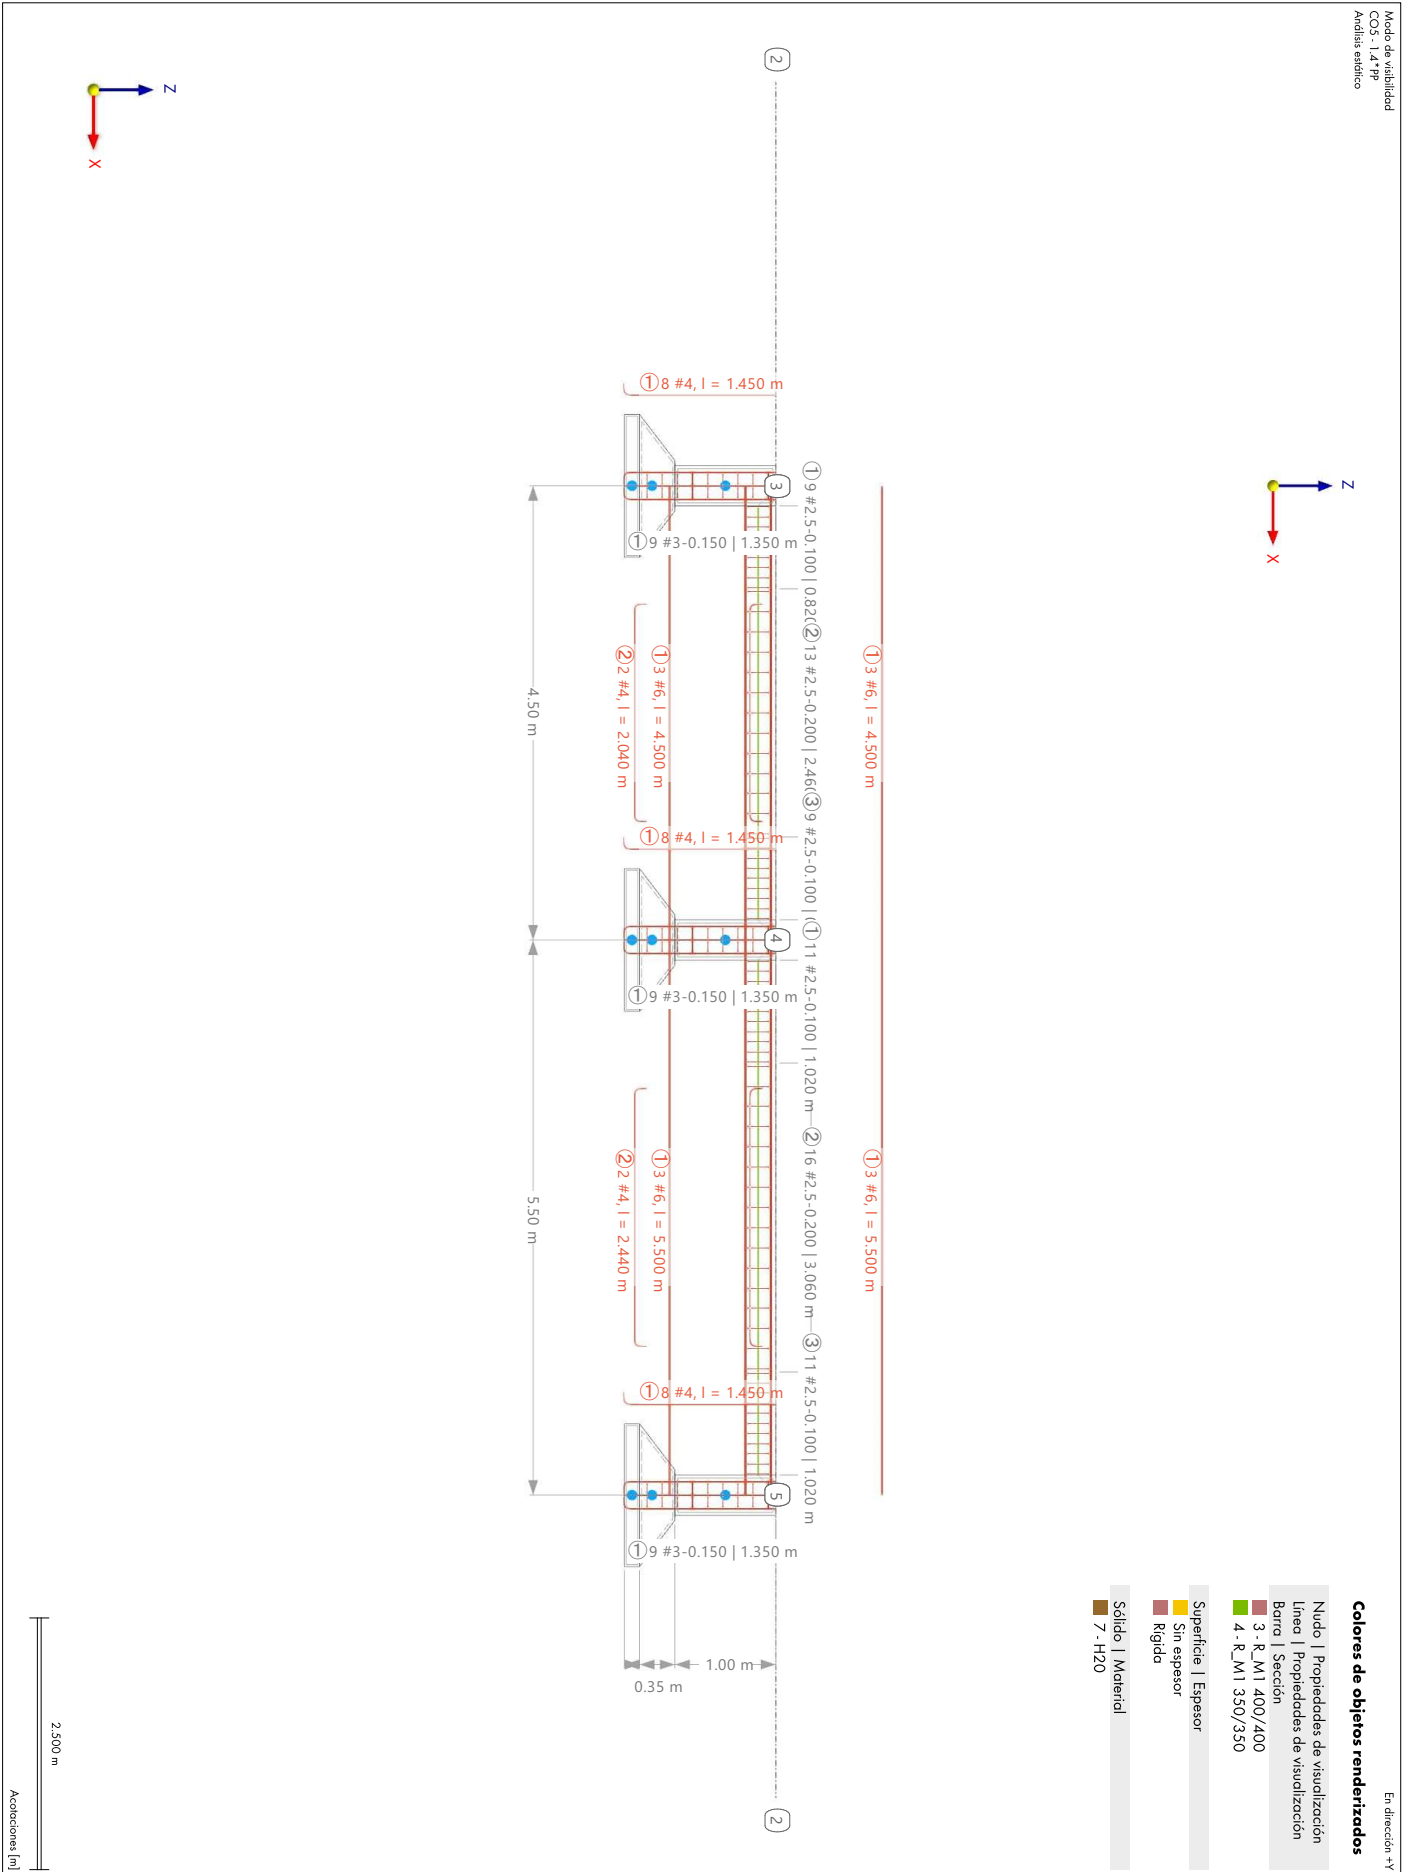 Modo de visibilidad
CO5 - 1.4*PP
Análisis estático
En dirección +Y
Z
X
Z
X
2
3
4
5
2
①3 #6, l = 4.500 m
①3 #6, l = 5.500 m
①9 #2.5-0.100 | 0.820
②13 #2.5-0.200 | 2.460
③9 #2.5-0.100 | (
①11 #2.5-0.100 | 1.020 m
②16 #2.5-0.200 | 3.060 m
③11 #2.5-0.100 | 1.020 m
①8 #4, l = 1.450 m
①9 #3-0.150 | 1.350 m
①8 #4, l = 1.450 m
①9 #3-0.150 | 1.350 m
①8 #4, l = 1.450 m
①9 #3-0.150 | 1.350 m
①3 #6, l = 4.500 m
②2 #4, l = 2.040 m
①3 #6, l = 5.500 m
②2 #4, l = 2.440 m
4.50 m
5.50 m
1.00 m
0.35 m
Colores de objetos renderizados
Nudo | Propiedades de visualización
Línea | Propiedades de visualización
Barra | Sección
3 - R_M1 400/400
4 - R_M1 350/350
Superficie | Espesor
Sin espesor
Rígida
Sólido | Material
7 - H20
2.500 m
Acotaciones [m]